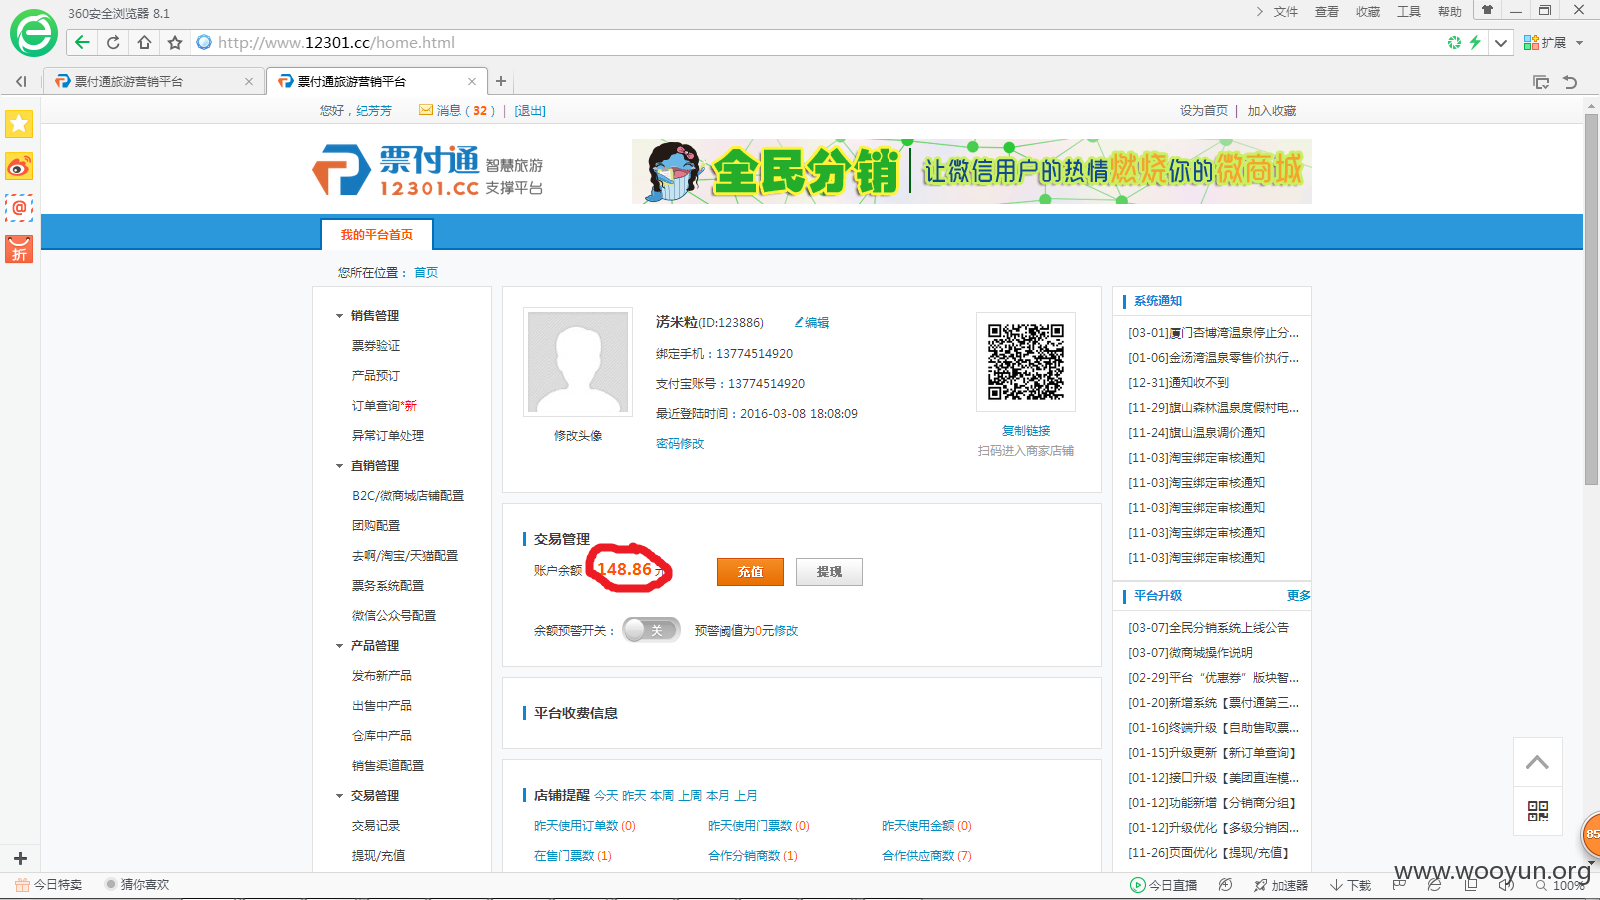 360安全浏览器 8.1
文件 查看 收藏 工具 帮助
http://www.12301.cc/home.html
扩展
票付通旅游营销平台
票付通旅游营销平台
您好，纪芳芳 消息（32）| [退出]
设为首页 | 加入收藏
票付通 智慧旅游
12301.CC 支撑平台
全民分销 让微信用户的热情燃烧你的微商城
折
我的平台首页
您所在位置： 首页
销售管理
票券验证
产品预订
订单查询*新
异常订单处理
直销管理
B2C/微商城店铺配置
团购配置
去啊/淘宝/天猫配置
票务系统配置
微信公众号配置
产品管理
发布新产品
出售中产品
仓库中产品
销售渠道配置
交易管理
交易记录
提现/充值
修改头像
淓米粒(ID:123886) 编辑
绑定手机：13774514920
支付宝账号：13774514920
最近登陆时间：2016-03-08 18:08:09
密码修改
复制链接
扫码进入商家店铺
交易管理
账户余额 148.86 元
充值 提现
余额预警开关： 关 预警阈值为0元修改
平台收费信息
店铺提醒 今天 昨天 本周 上周 本月 上月
昨天使用订单数 (0) 昨天使用门票数 (0) 昨天使用金额 (0)
在售门票数 (1) 合作分销商数 (1) 合作供应商数 (7)
系统通知
[03-01]厦门杏博湾温泉停止分...
[01-06]金汤湾温泉零售价执行...
[12-31]通知收不到
[11-29]旗山森林温泉度假村电...
[11-24]旗山温泉调价通知
[11-03]淘宝绑定审核通知
[11-03]淘宝绑定审核通知
[11-03]淘宝绑定审核通知
[11-03]淘宝绑定审核通知
[11-03]淘宝绑定审核通知
平台升级 更多
[03-07]全民分销系统上线公告
[03-07]微商城操作说明
[02-29]平台“优惠券”版块智...
[01-20]新增系统【票付通第三...
[01-16]终端升级【自助售取票...
[01-15]升级更新【新订单查询】
[01-12]接口升级【美团直连模...
[01-12]功能新增【分销商分组】
[01-12]升级优化【多级分销因...
[11-26]页面优化【提现/充值】
85
www.wooyun.org
今日特卖 猜你喜欢
今日直播 加速器 下载 100%